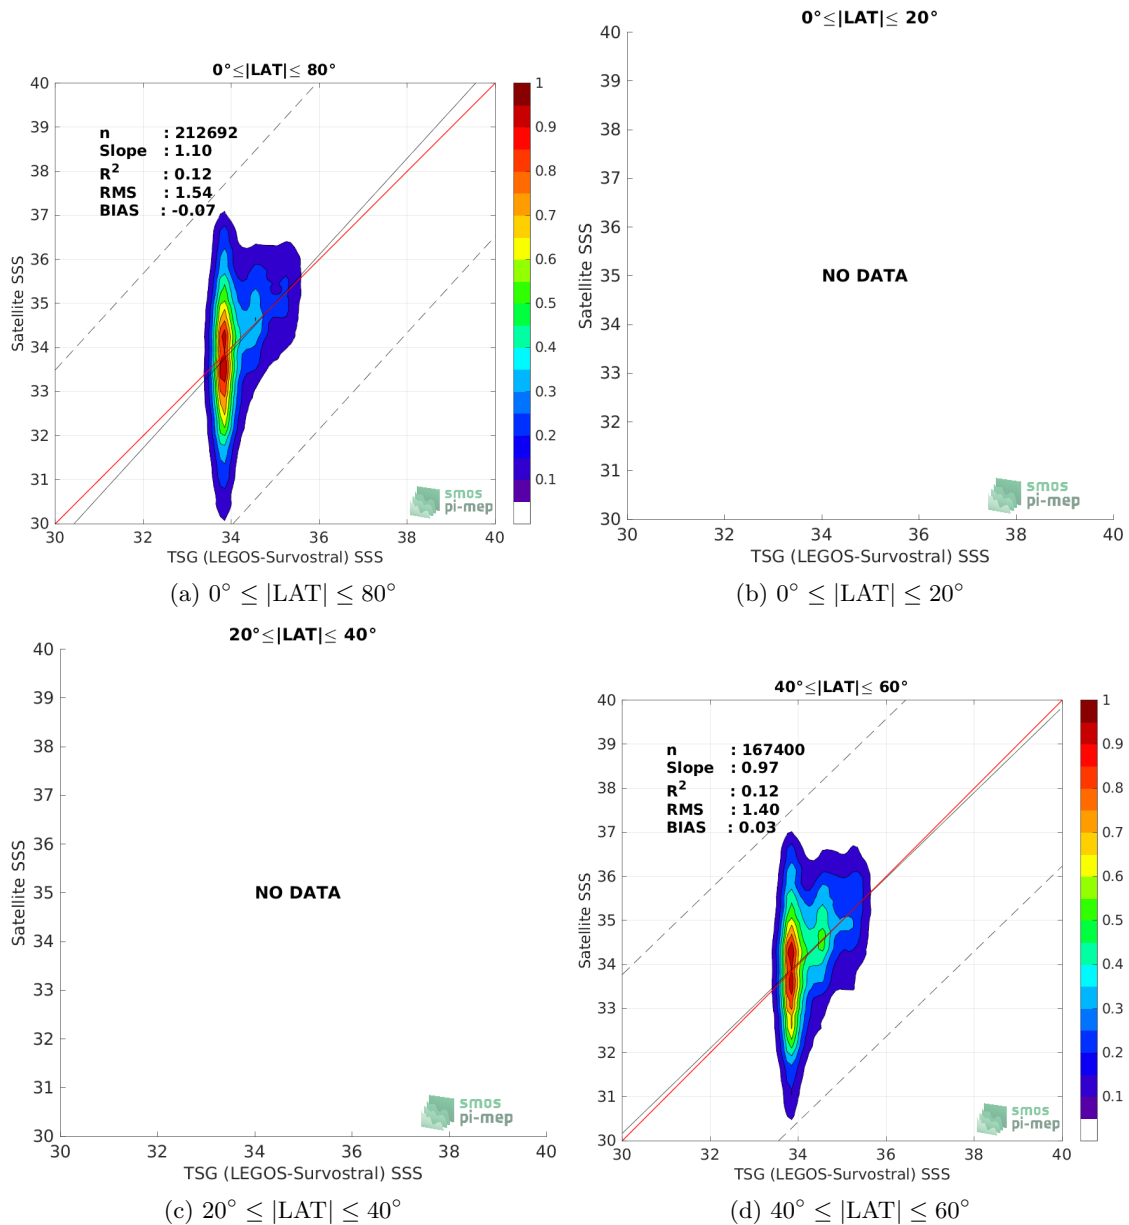 0°≤|LAT|≤ 80°
40
39
38
37
36
35
34
33
32
31
30
Satellite SSS
n : 212692
Slope : 1.10
R2 : 0.12
RMS : 1.54
BIAS : -0.07
smos
pi-mep
30 32 34 36 38 40
TSG (LEGOS-Survostral) SSS
1
0.9
0.8
0.7
0.6
0.5
0.4
0.3
0.2
0.1
(a) 0° ≤ |LAT| ≤ 80°
0°≤|LAT|≤ 20°
40
39
38
37
36
35
34
33
32
31
30
Satellite SSS
NO DATA
smos
pi-mep
30 32 34 36 38 40
TSG (LEGOS-Survostral) SSS
(b) 0° ≤ |LAT| ≤ 20°
20°≤|LAT|≤ 40°
40
39
38
37
36
35
34
33
32
31
30
Satellite SSS
NO DATA
smos
pi-mep
30 32 34 36 38 40
TSG (LEGOS-Survostral) SSS
(c) 20° ≤ |LAT| ≤ 40°
40°≤|LAT|≤ 60°
40
39
38
37
36
35
34
33
32
31
30
Satellite SSS
n : 167400
Slope : 0.97
R2 : 0.12
RMS : 1.40
BIAS : 0.03
smos
pi-mep
30 32 34 36 38 40
TSG (LEGOS-Survostral) SSS
1
0.9
0.8
0.7
0.6
0.5
0.4
0.3
0.2
0.1
(d) 40° ≤ |LAT| ≤ 60°